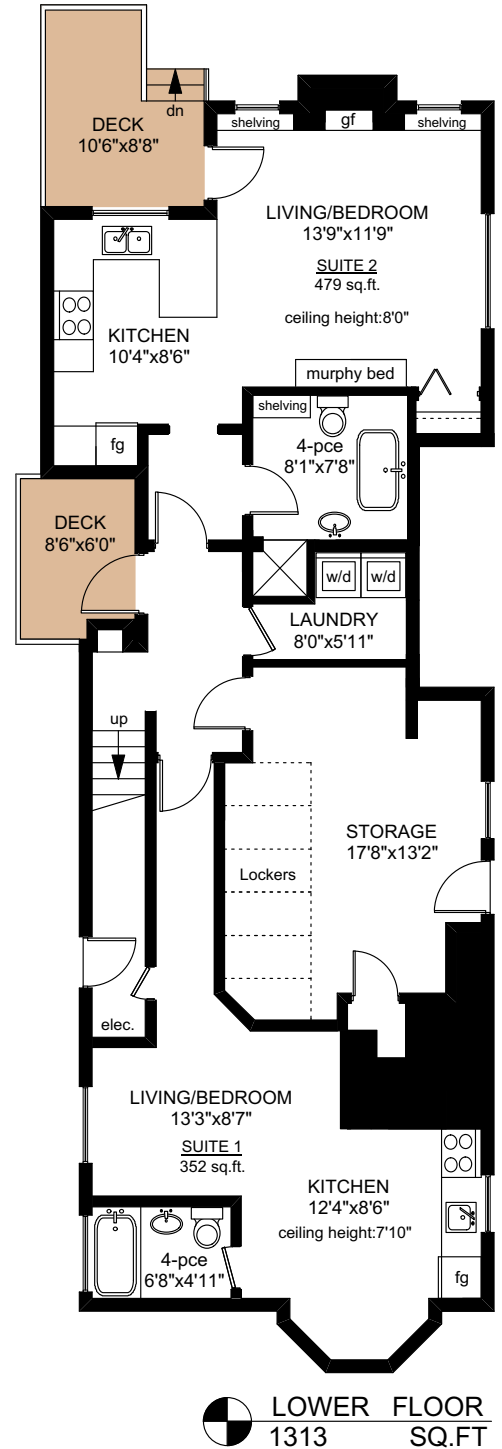 DECK
10'6"x8'8"
dn
shelving
gf
shelving
LIVING/BEDROOM
13'9"x11'9"
SUITE 2
479 sq.ft.
ceiling height:8'0"
KITCHEN
10'4"x8'6"
murphy bed
fg
shelving
4-pce
8'1"x7'8"
DECK
8'6"x6'0"
w/d
w/d
LAUNDRY
8'0"x5'11"
up
STORAGE
17'8"x13'2"
Lockers
elec.
LIVING/BEDROOM
13'3"x8'7"
SUITE 1
352 sq.ft.
KITCHEN
12'4"x8'6"
ceiling height:7'10"
4-pce
6'8"x4'11"
fg
LOWER FLOOR
1313 SQ.FT